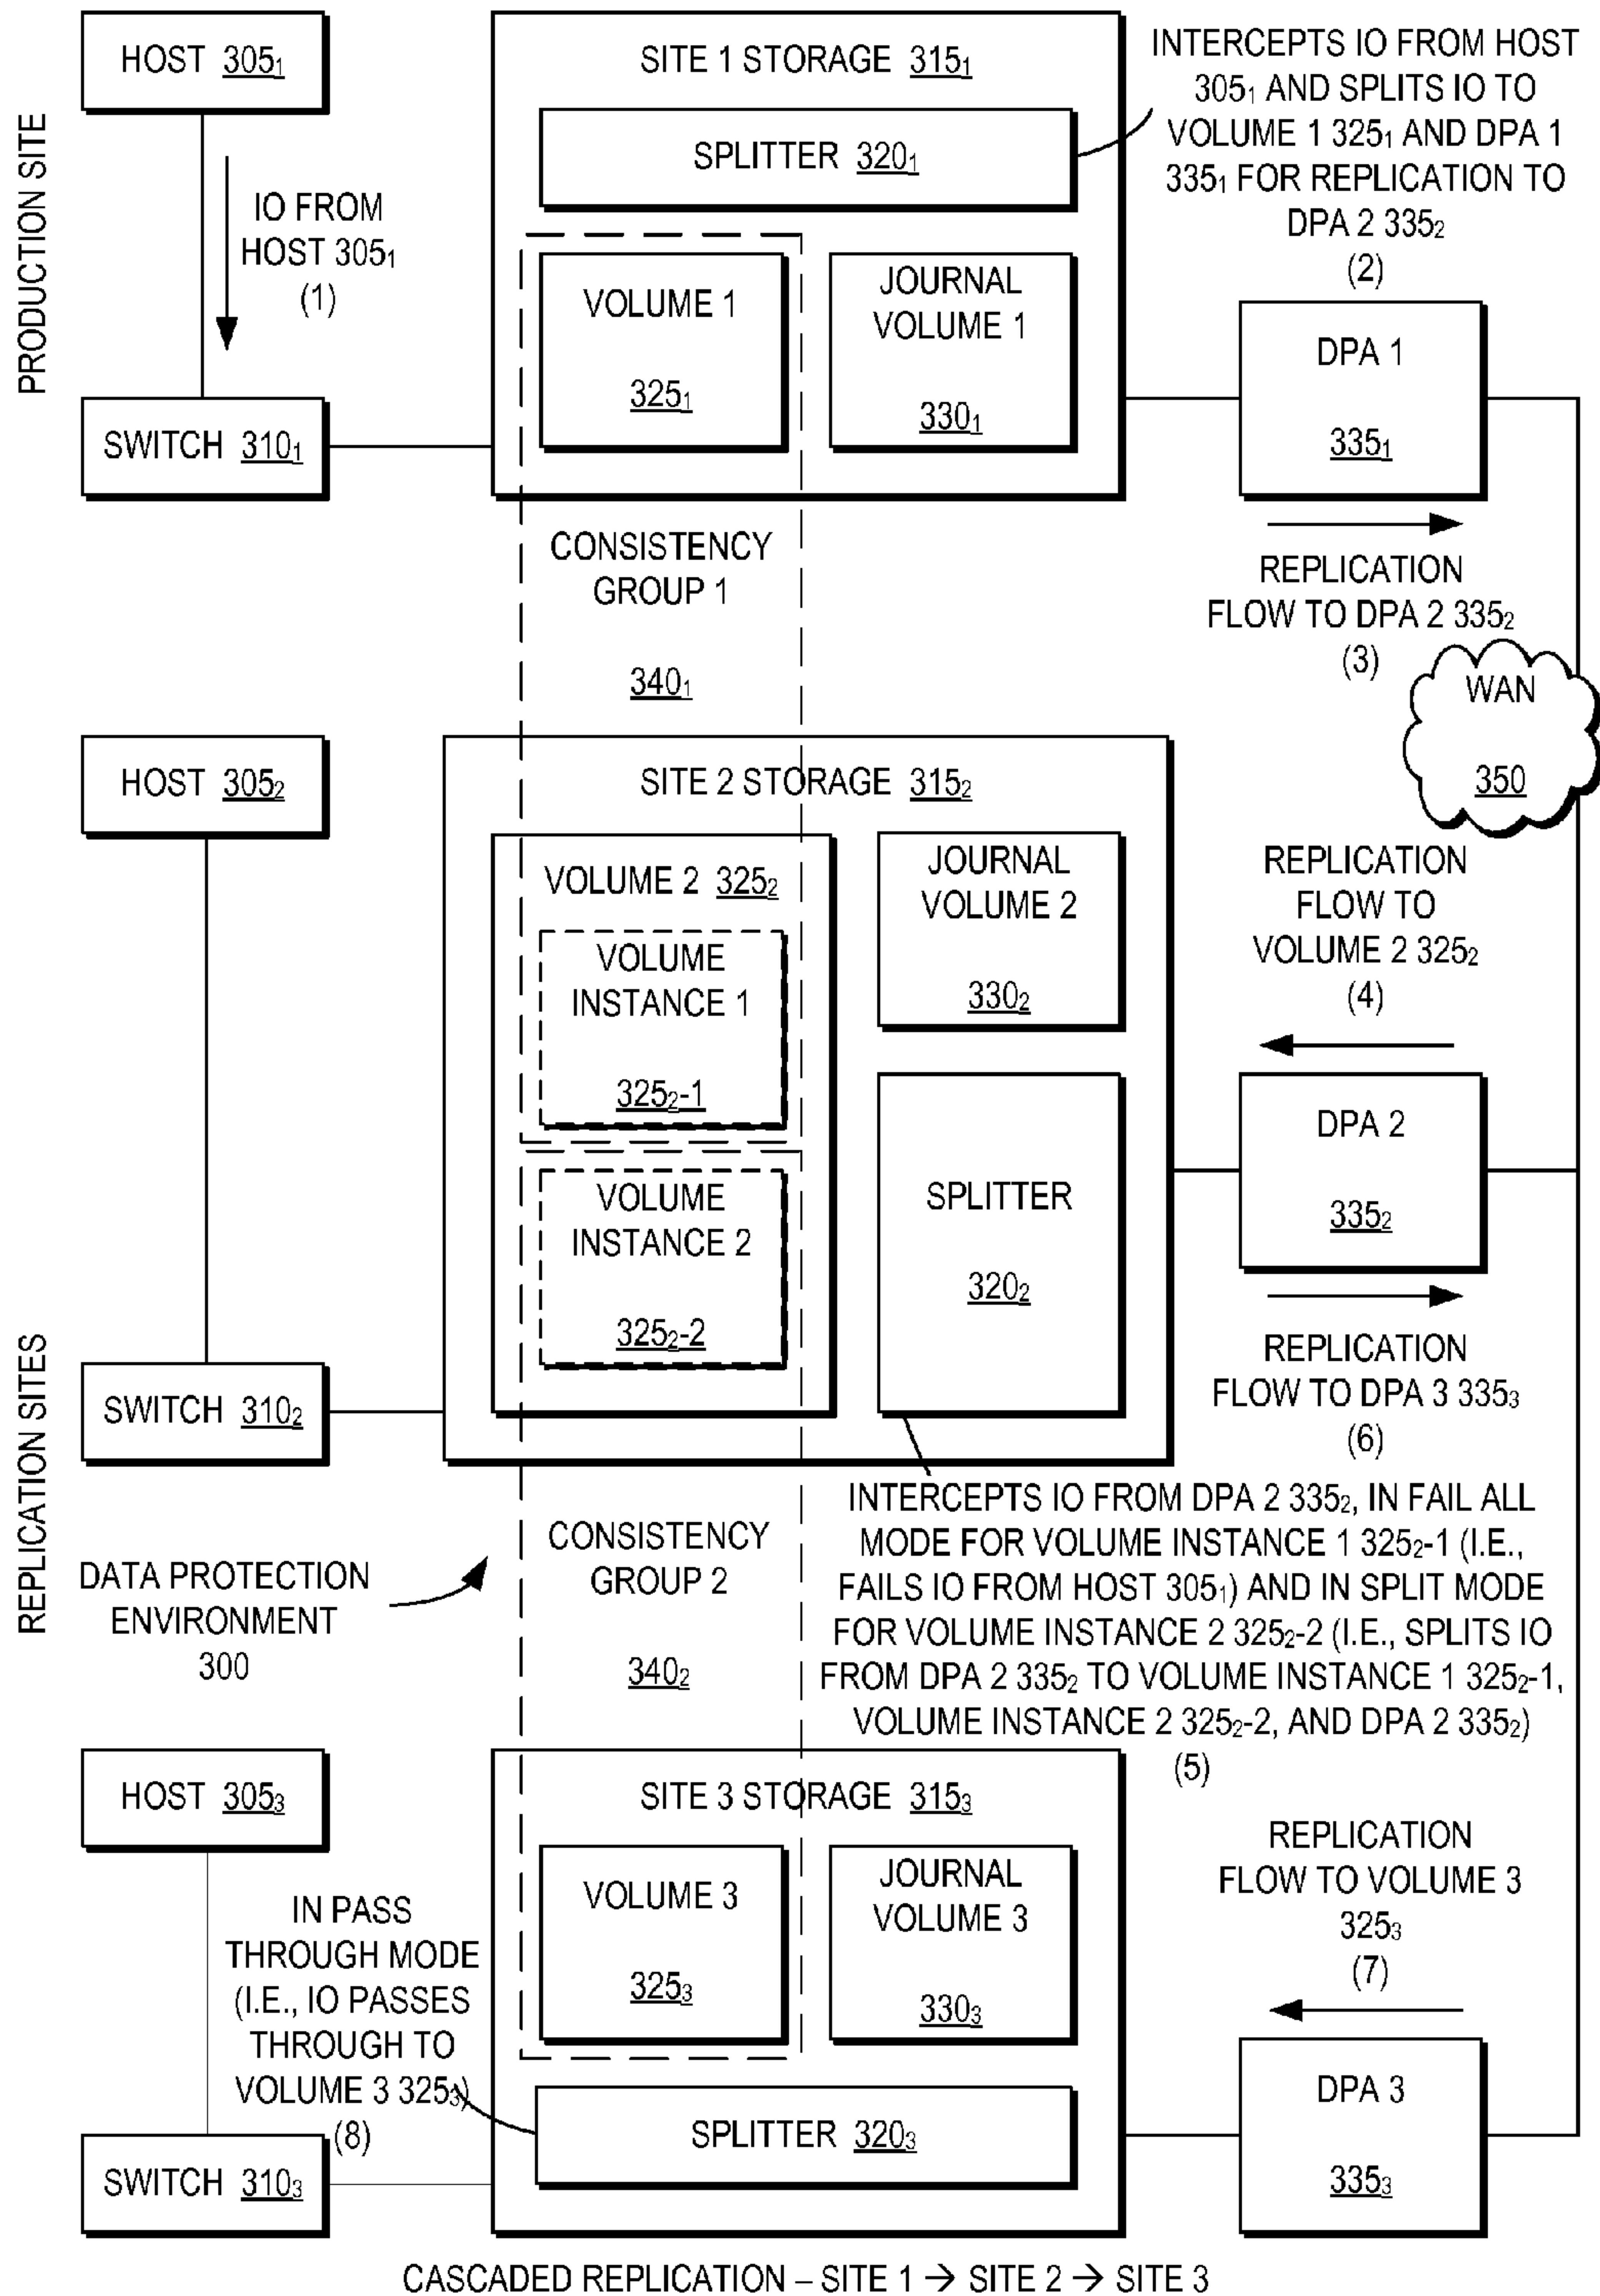 PRODUCTION SITE
HOST 305₁
IO FROM
HOST 305₁
(1)
SWITCH 310₁
SITE 1 STORAGE 315₁
SPLITTER 320₁
VOLUME 1
325₁
JOURNAL
VOLUME 1
330₁
INTERCEPTS IO FROM HOST
305₁ AND SPLITS IO TO
VOLUME 1 325₁ AND DPA 1
335₁ FOR REPLICATION TO
DPA 2 335₂
(2)
DPA 1
335₁
REPLICATION
FLOW TO DPA 2 335₂
(3)
CONSISTENCY
GROUP 1
340₁
WAN
350
REPLICATION SITES
HOST 305₂
SWITCH 310₂
SITE 2 STORAGE 315₂
VOLUME 2 325₂
VOLUME
INSTANCE 1
325₂-1
VOLUME
INSTANCE 2
325₂-2
JOURNAL
VOLUME 2
330₂
SPLITTER
320₂
REPLICATION
FLOW TO
VOLUME 2 325₂
(4)
DPA 2
335₂
REPLICATION
FLOW TO DPA 3 335₃
(6)
INTERCEPTS IO FROM DPA 2 335₂, IN FAIL ALL
MODE FOR VOLUME INSTANCE 1 325₂-1 (I.E.,
FAILS IO FROM HOST 305₁) AND IN SPLIT MODE
FOR VOLUME INSTANCE 2 325₂-2 (I.E., SPLITS IO
FROM DPA 2 335₂ TO VOLUME INSTANCE 1 325₂-1,
VOLUME INSTANCE 2 325₂-2, AND DPA 2 335₂)
(5)
CONSISTENCY
GROUP 2
340₂
DATA PROTECTION
ENVIRONMENT
300
HOST 305₃
IN PASS
THROUGH MODE
(I.E., IO PASSES
THROUGH TO
VOLUME 3 325₃)
(8)
SWITCH 310₃
SITE 3 STORAGE 315₃
VOLUME 3
325₃
JOURNAL
VOLUME 3
330₃
SPLITTER 320₃
REPLICATION
FLOW TO VOLUME 3
325₃
(7)
DPA 3
335₃
CASCADED REPLICATION – SITE 1 → SITE 2 → SITE 3